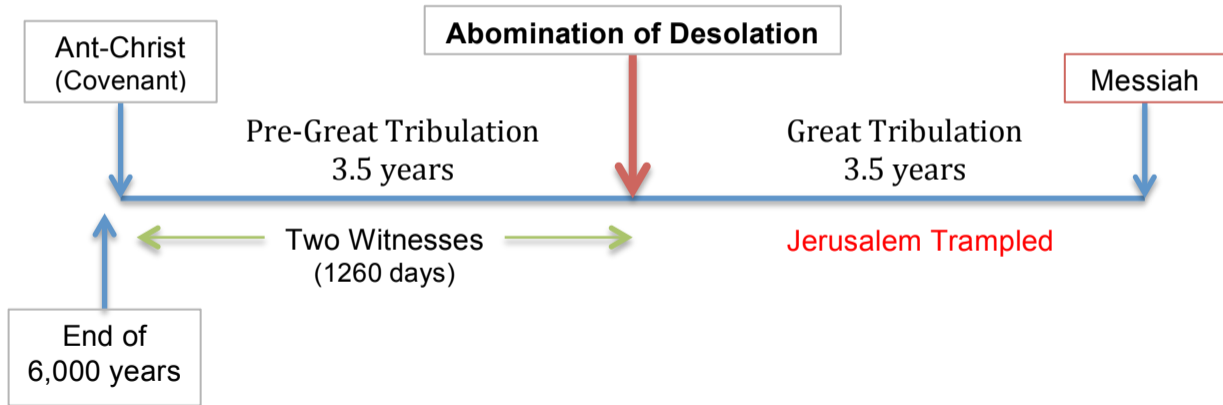 Ant-Christ
(Covenant)
Abomination of Desolation
Messiah
Pre-Great Tribulation
3.5 years
Great Tribulation
3.5 years
Two Witnesses
(1260 days)
Jerusalem Trampled
End of
6,000 years